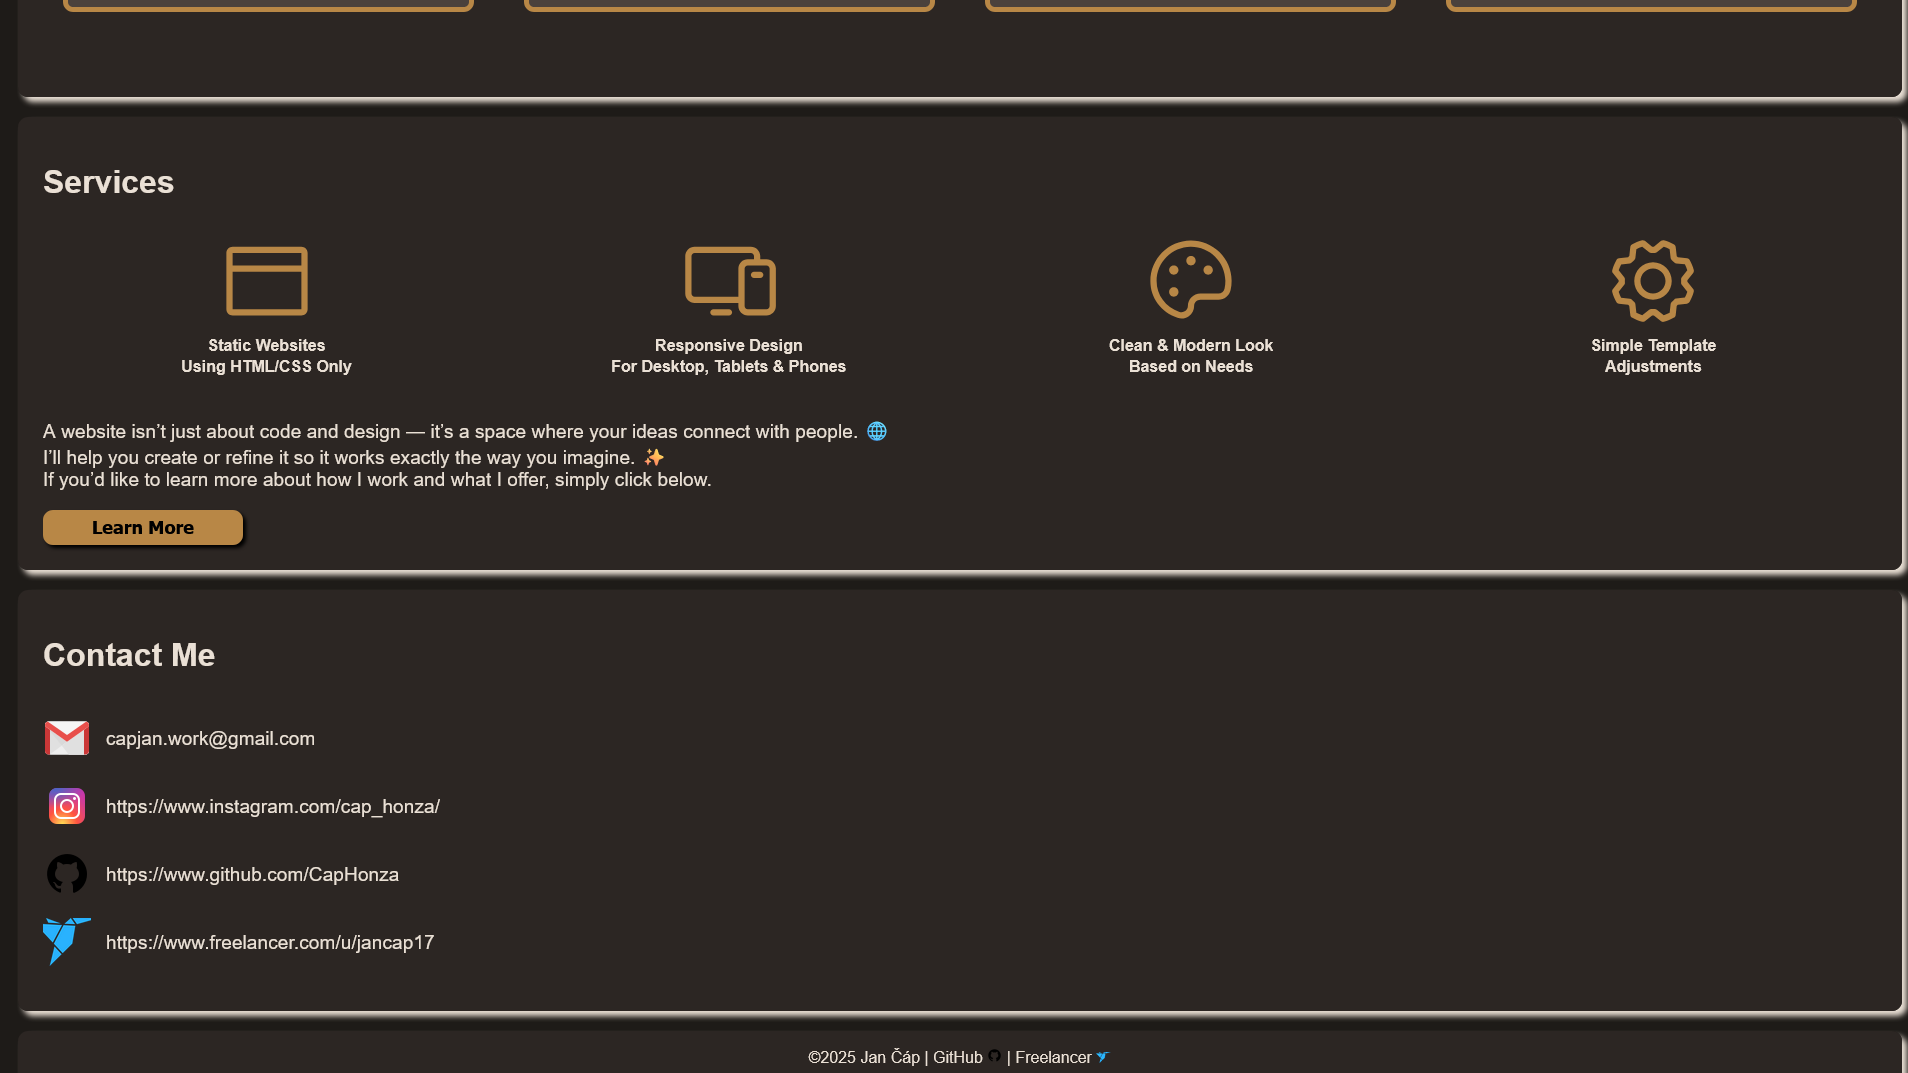 Services
Static Websites
Using HTML/CSS Only
Responsive Design
For Desktop, Tablets & Phones
Clean & Modern Look
Based on Needs
Simple Template
Adjustments
A website isn’t just about code and design — it’s a space where your ideas connect with people. 🌐
I’ll help you create or refine it so it works exactly the way you imagine. ✨
If you’d like to learn more about how I work and what I offer, simply click below.
Learn More
Contact Me
capjan.work@gmail.com
https://www.instagram.com/cap_honza/
https://www.github.com/CapHonza
https://www.freelancer.com/u/jancap17
©2025 Jan Čáp | GitHub | Freelancer